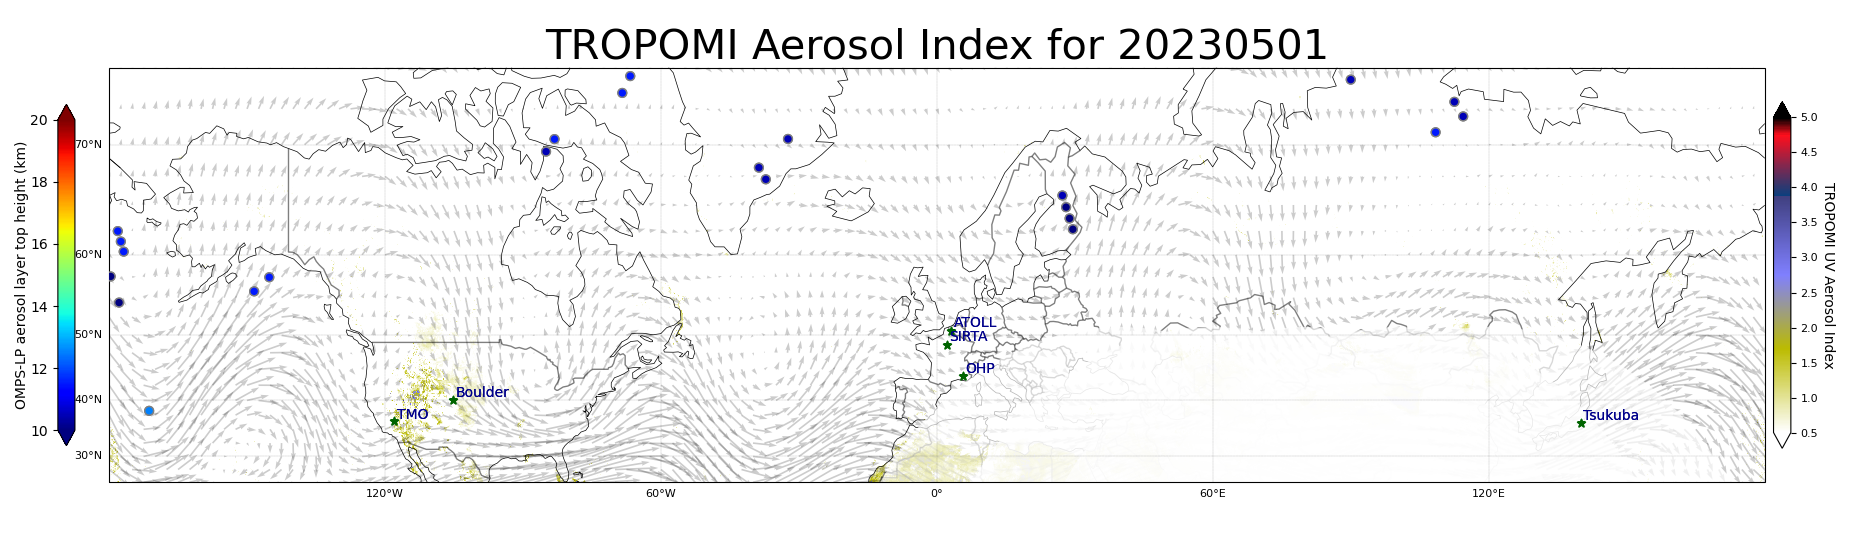 TROPOMI Aerosol Index for 20230501
OMPS-LP aerosol layer top height (km)
20
18
16
14
12
10
70°N
60°N
50°N
40°N
30°N
120°W
60°W
0°
60°E
120°E
ATOLL
SIRTA
OHP
Boulder
TMO
Tsukuba
5.0
4.5
4.0
3.5
3.0
2.5
2.0
1.5
1.0
0.5
TROPOMI UV Aerosol Index